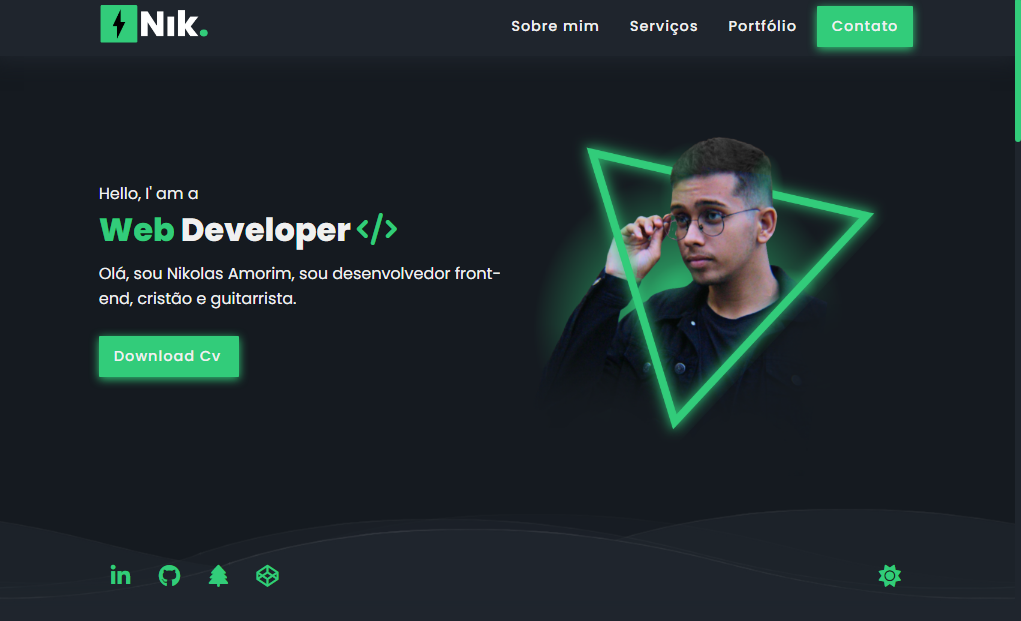 Nik.
Sobre mim
Serviços
Portfólio
Contato
Hello, I' am a
Web Developer </>
Olá, sou Nikolas Amorim, sou desenvolvedor front-
end, cristão e guitarrista.
Download Cv
in